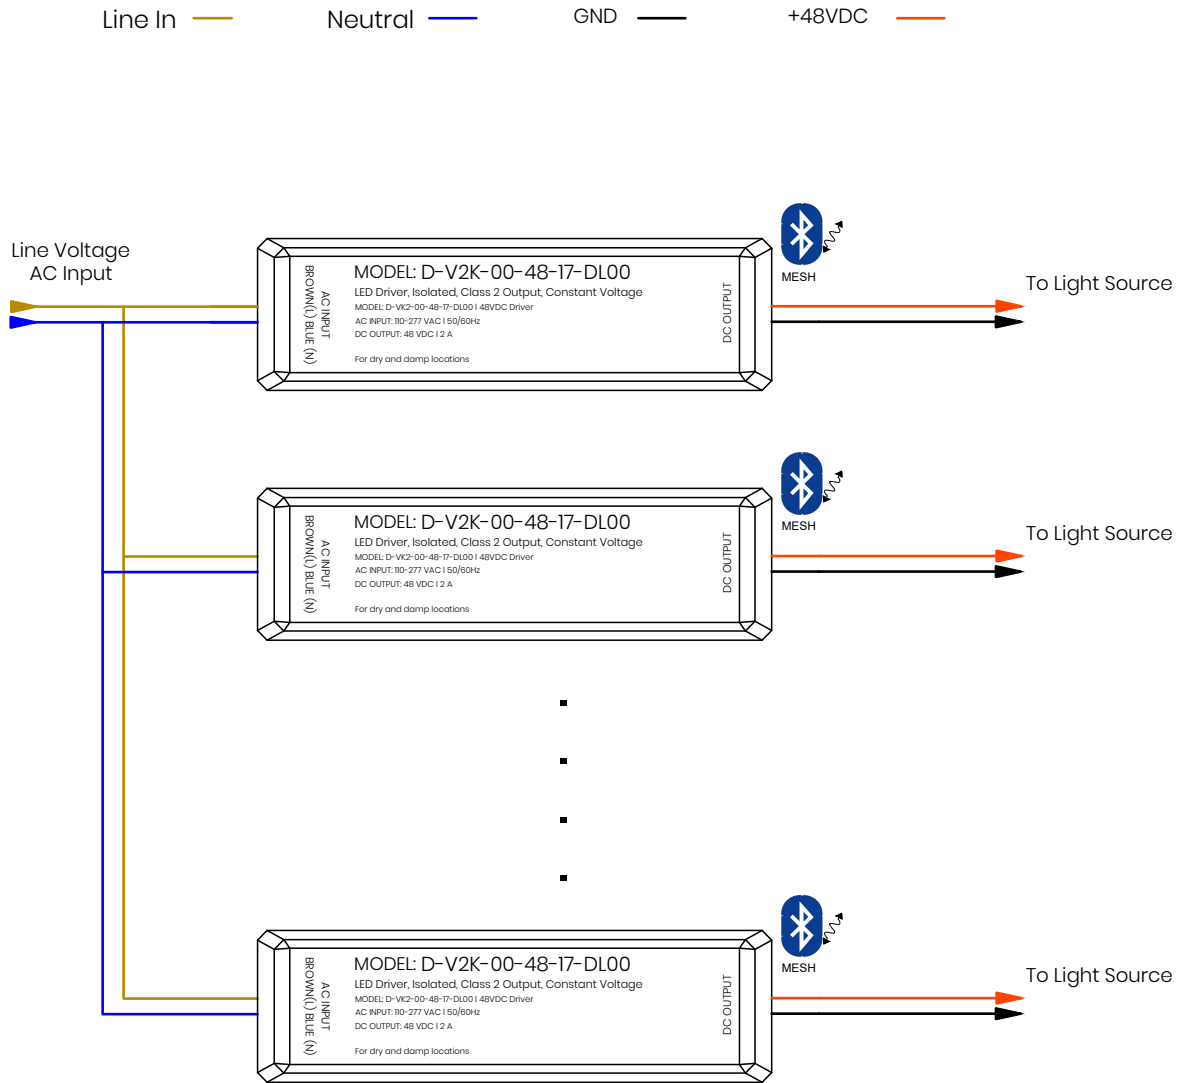 Line In
Neutral
GND
+48VDC
Line Voltage
AC Input
BROWN(L) BLUE (N)
AC INPUT
MODEL: D-V2K-00-48-17-DL00
LED Driver, Isolated, Class 2 Output, Constant Voltage
MODEL: D-VK2-00-48-17-DL00 | 48VDC Driver
AC INPUT: 110-277 VAC | 50/60Hz
DC OUTPUT: 48 VDC | 2 A
For dry and damp locations
DC OUTPUT
MESH
To Light Source
BROWN(L) BLUE (N)
AC INPUT
MODEL: D-V2K-00-48-17-DL00
LED Driver, Isolated, Class 2 Output, Constant Voltage
MODEL: D-VK2-00-48-17-DL00 | 48VDC Driver
AC INPUT: 110-277 VAC | 50/60Hz
DC OUTPUT: 48 VDC | 2 A
For dry and damp locations
DC OUTPUT
MESH
To Light Source
BROWN(L) BLUE (N)
AC INPUT
MODEL: D-V2K-00-48-17-DL00
LED Driver, Isolated, Class 2 Output, Constant Voltage
MODEL: D-VK2-00-48-17-DL00 | 48VDC Driver
AC INPUT: 110-277 VAC | 50/60Hz
DC OUTPUT: 48 VDC | 2 A
For dry and damp locations
DC OUTPUT
MESH
To Light Source